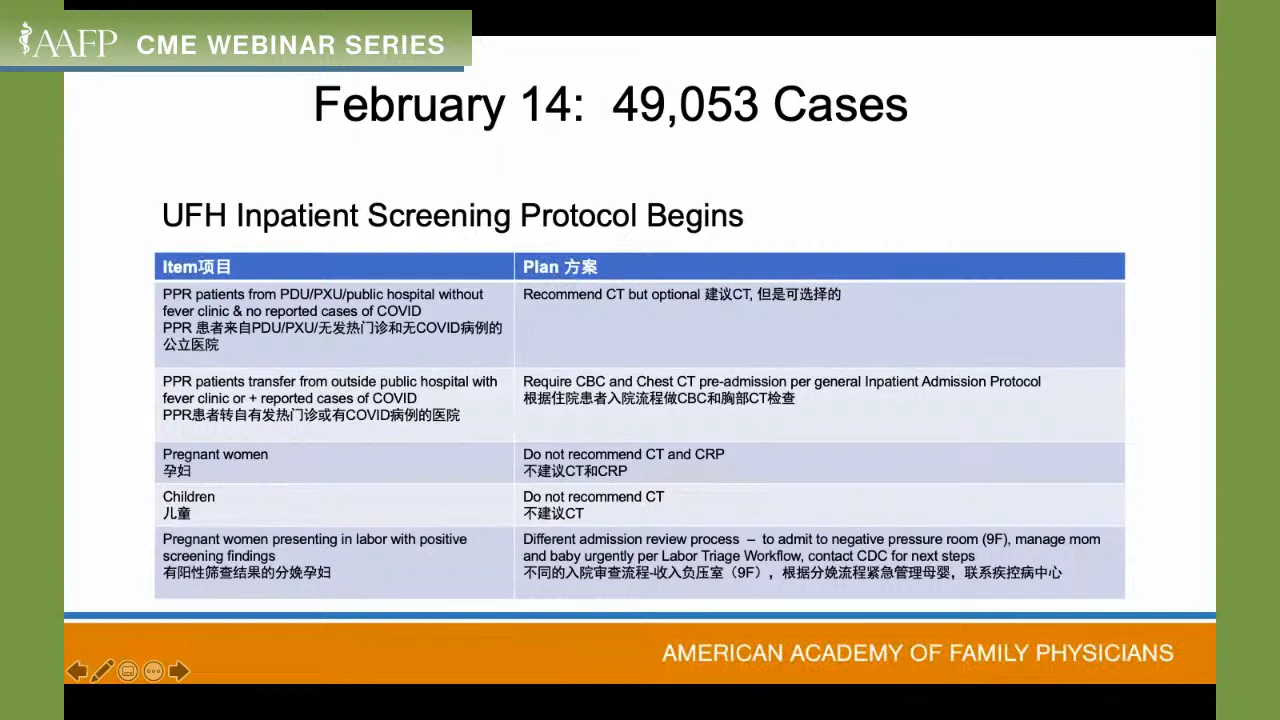 AAFP CME WEBINAR SERIES
February 14: 49,053 Cases
UFH Inpatient Screening Protocol Begins
Item项目
Plan 方案
PPR patients from PDU/PXU/public hospital without
fever clinic & no reported cases of COVID
PPR 患者来自PDU/PXU/无发热门诊和无COVID病例的
公立医院
Recommend CT but optional 建议CT, 但是可选择的
PPR patients transfer from outside public hospital with
fever clinic or + reported cases of COVID
PPR患者转自有发热门诊或有COVID病例的医院
Require CBC and Chest CT pre-admission per general Inpatient Admission Protocol
根据住院患者入院流程做CBC和胸部CT检查
Pregnant women
孕妇
Do not recommend CT and CRP
不建议CT和CRP
Children
儿童
Do not recommend CT
不建议CT
Pregnant women presenting in labor with positive
screening findings
有阳性筛查结果的分娩孕妇
Different admission review process – to admit to negative pressure room (9F), manage mom
and baby urgently per Labor Triage Workflow, contact CDC for next steps
不同的入院审查流程-收入负压室（9F），根据分娩流程紧急管理母婴，联系疾控病中心
AMERICAN ACADEMY OF FAMILY PHYSICIANS